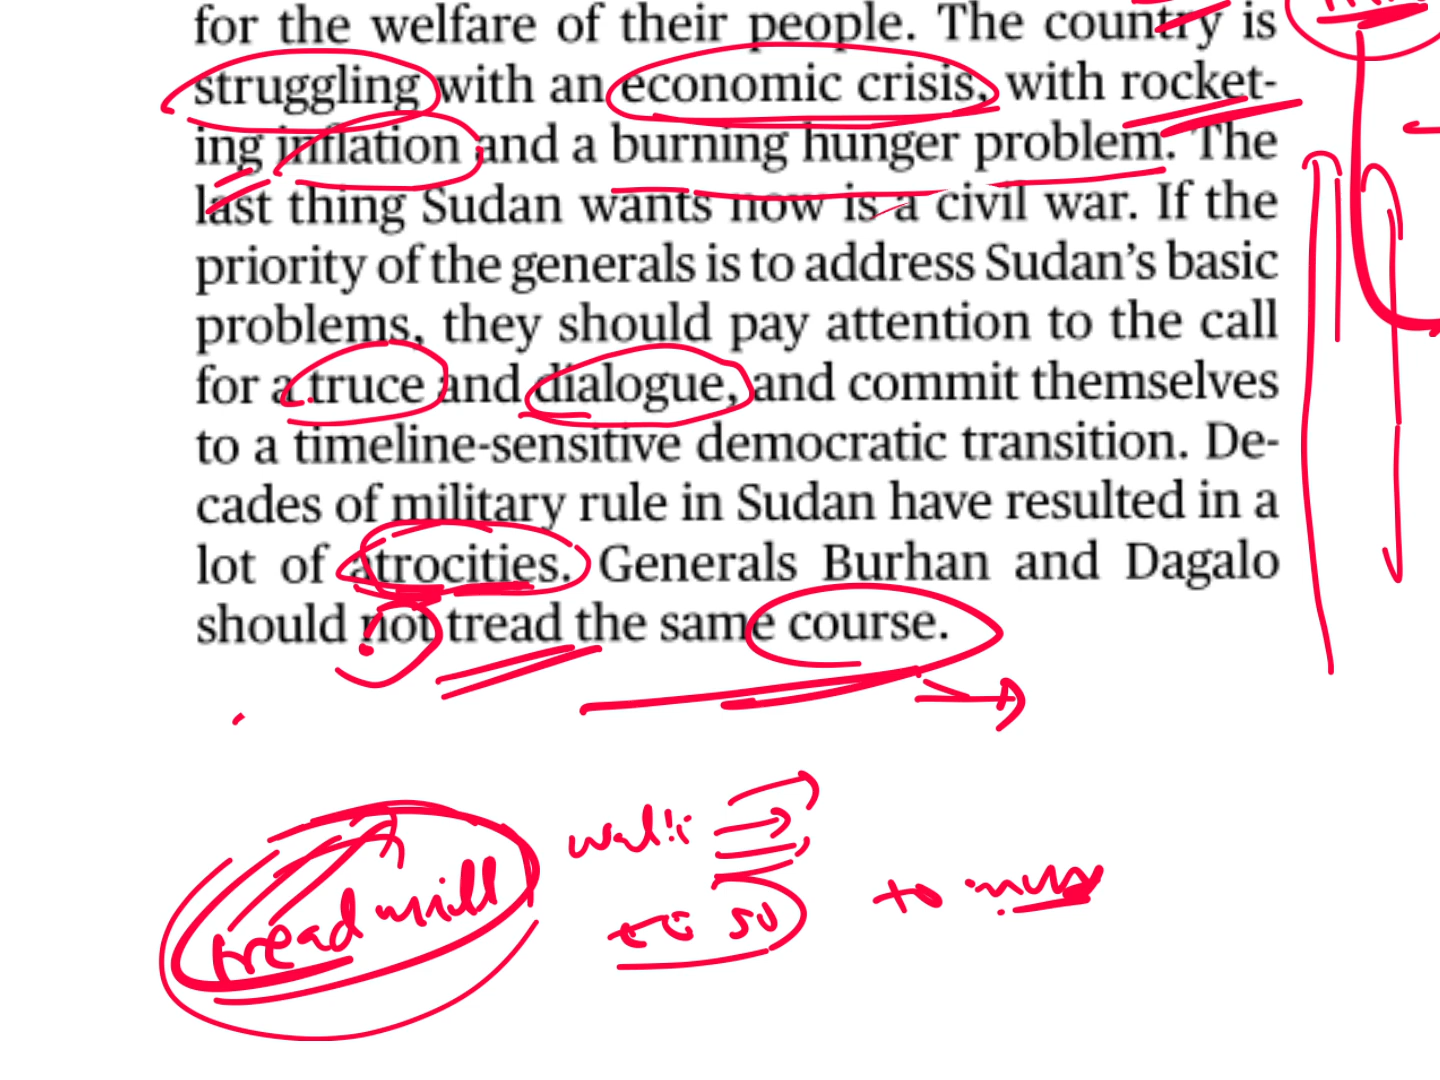 for the welfare of their people. The country is
struggling with an economic crisis, with rocket-
ing inflation and a burning hunger problem. The
last thing Sudan wants now is a civil war. If the
priority of the generals is to address Sudan's basic
problems, they should pay attention to the call
for a truce and dialogue, and commit themselves
to a timeline-sensitive democratic transition. De-
cades of military rule in Sudan have resulted in a
lot of atrocities. Generals Burhan and Dagalo
should not tread the same course.
treadmill
to